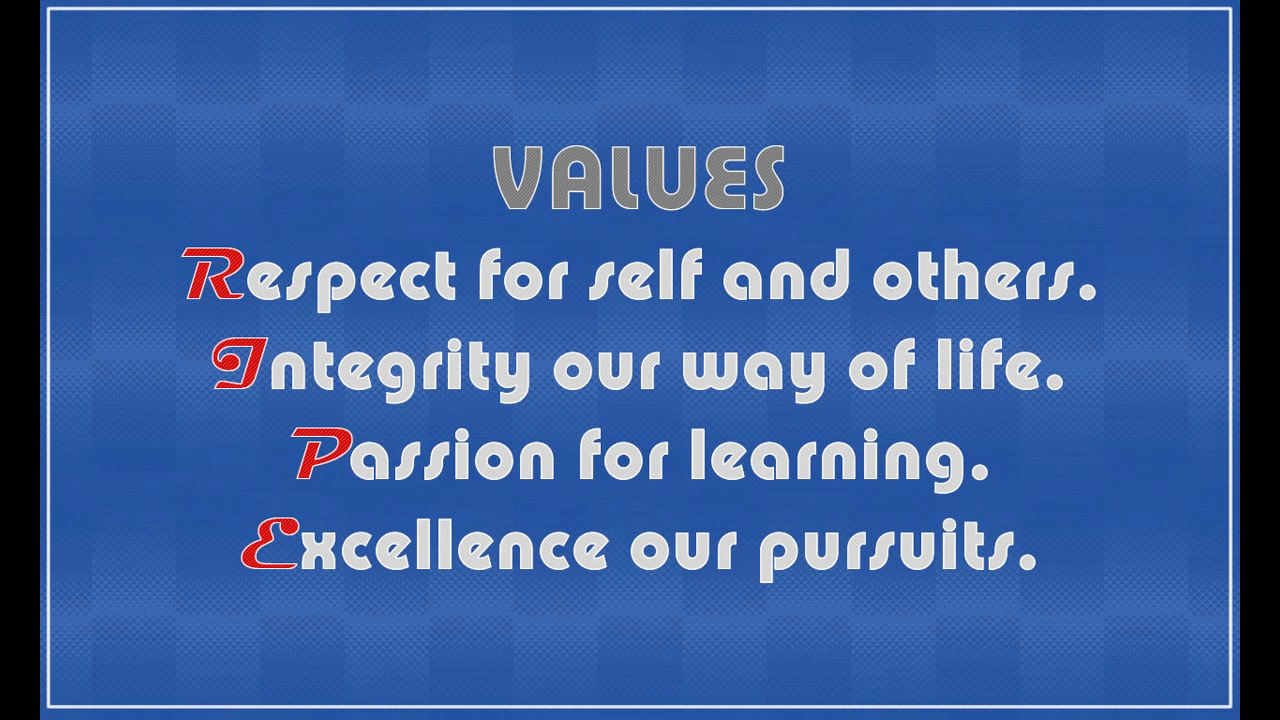 VALUES
Respect for self and others.
Integrity our way of life.
Passion for learning.
Excellence our pursuits.